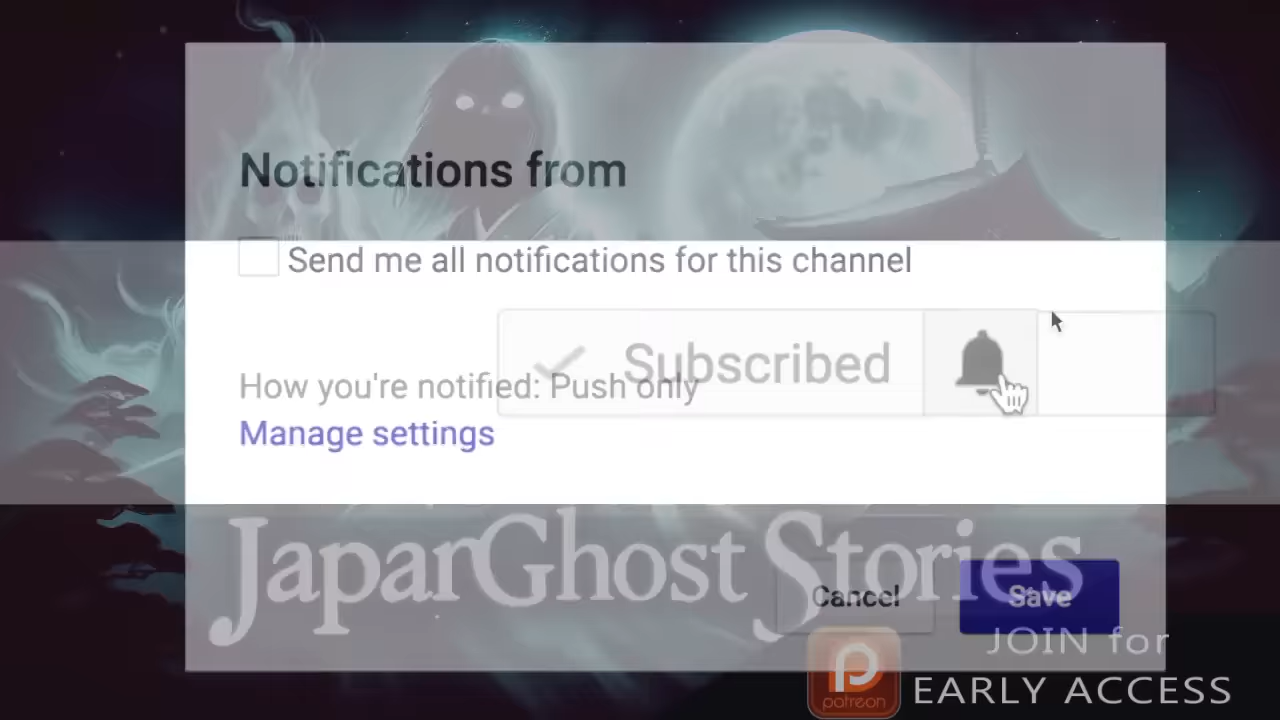 Notifications from
Send me all notifications for this channel
Subscribed
How you're notified: Push only
Manage settings
JapanGhost Stories
Cancel
Save
JOIN for
EARLY ACCESS
patreon